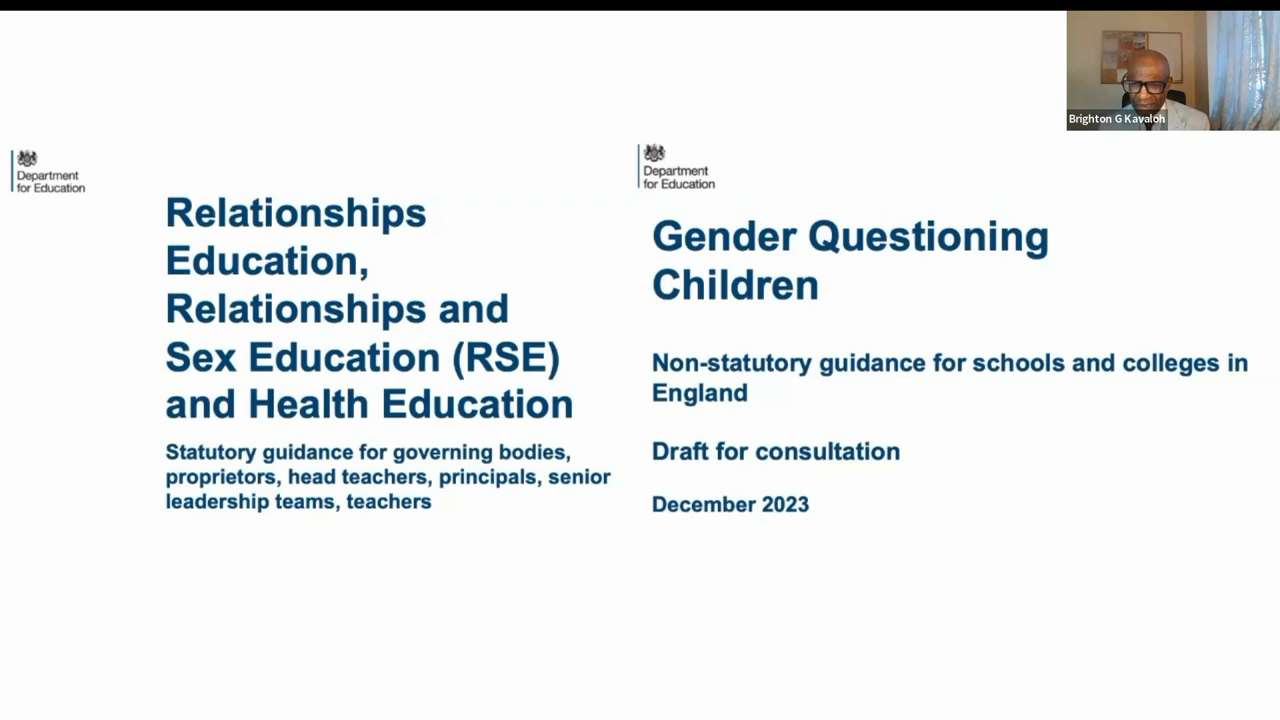 Brighton G Kavaloh
Department
for Education
Relationships
Education,
Relationships and
Sex Education (RSE)
and Health Education
Statutory guidance for governing bodies,
proprietors, head teachers, principals, senior
leadership teams, teachers
Department
for Education
Gender Questioning
Children
Non-statutory guidance for schools and colleges in
England
Draft for consultation
December 2023